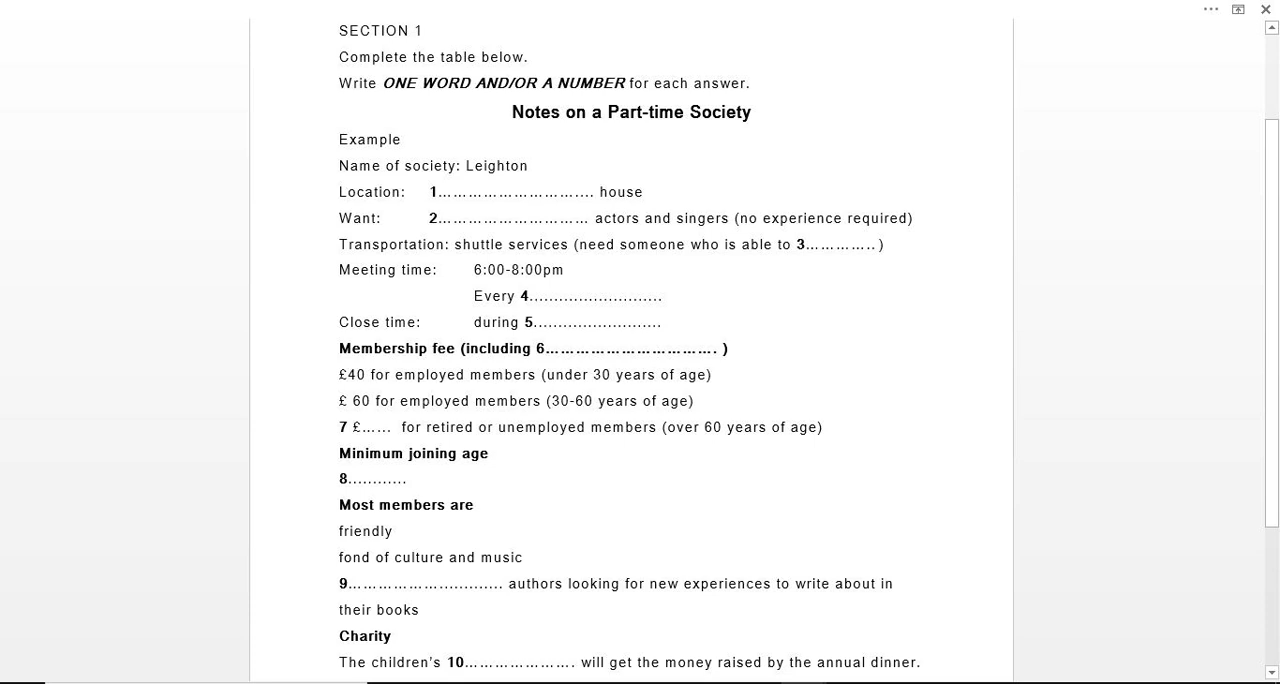 SECTION 1
Complete the table below.
Write ONE WORD AND/OR A NUMBER for each answer.
Notes on a Part-time Society
Example
Name of society: Leighton
Location: 1………………………… house
Want: 2………………………… actors and singers (no experience required)
Transportation: shuttle services (need someone who is able to 3…………..)
Meeting time: 6:00-8:00pm
Every 4...........................
Close time: during 5..........................
Membership fee (including 6……………………………. )
£40 for employed members (under 30 years of age)
£ 60 for employed members (30-60 years of age)
7 £…... for retired or unemployed members (over 60 years of age)
Minimum joining age
8............
Most members are
friendly
fond of culture and music
9………………............. authors looking for new experiences to write about in
their books
Charity
The children's 10…………………. will get the money raised by the annual dinner.